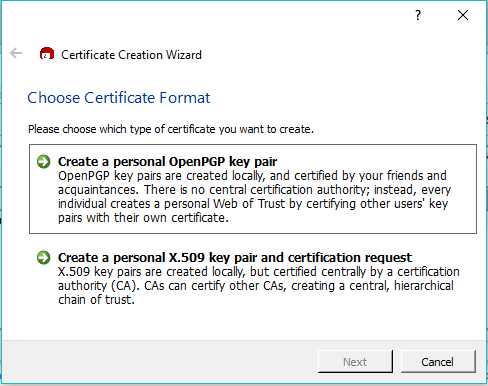 ?
Certificate Creation Wizard
Choose Certificate Format
Please choose which type of certificate you want to create.
Create a personal OpenPGP key pair
OpenPGP key pairs are created locally, and certified by your friends and
acquaintances. There is no central certification authority; instead, every
individual creates a personal Web of Trust by certifying other users' key
pairs with their own certificate.
Create a personal X.509 key pair and certification request
X.509 key pairs are created locally, but certified centrally by a certification
authority (CA). CAs can certify other CAs, creating a central, hierarchical
chain of trust.
Next Cancel